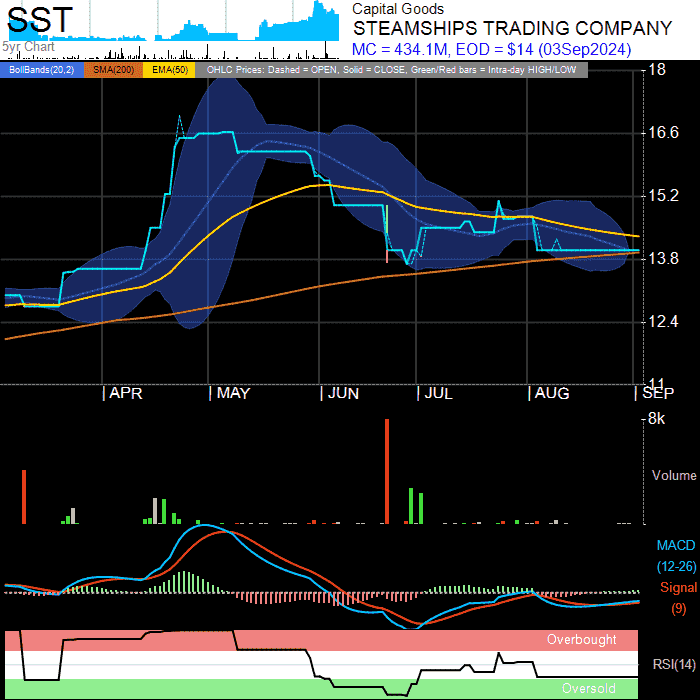 SST
5yr Chart
Capital Goods
STEAMSHIPS TRADING COMPANY
MC = 434.1M, EOD = $14 (03Sep2024)
BollBands(20,2) SMA(200) EMA(50) OHLC Prices: Dashed = OPEN, Solid = CLOSE, Green/Red bars = Intra-day HIGH/LOW
18
16.6
15.2
13.8
12.4
11
APR MAY JUN JUL AUG SEP
8k
Volume
MACD
(12-26)
Signal
(9)
Overbought
RSI(14)
Oversold